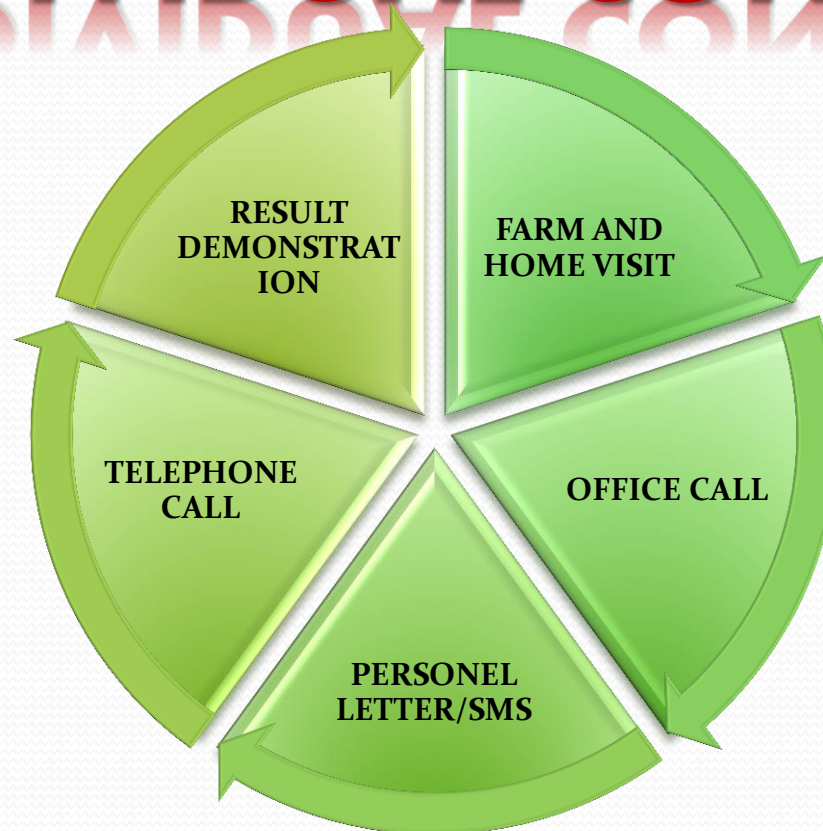 FARM AND
HOME VISIT
OFFICE CALL
PERSONEL
LETTER/SMS
TELEPHONE
CALL
RESULT
DEMONSTRAT
ION